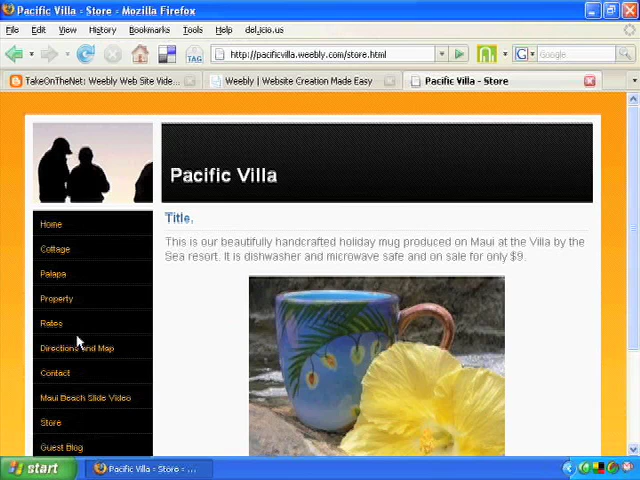 Pacific Villa - Store - Mozilla Firefox
File Edit View History Bookmarks Tools Help del.icio.us
TAG http://pacificvilla.weebly.com/store.html G Google
TakeOnTheNet: Weebly Web Site Vide... Weebly | Website Creation Made Easy Pacific Villa - Store
Pacific Villa
Home
Cottage
Palapa
Property
Rates
Directions and Map
Contact
Maui Beach Slide Video
Store
Guest Blog
Title,
This is our beautifully handcrafted holiday mug produced on Maui at the Villa by the
Sea resort. It is dishwasher and microwave safe and on sale for only $9.
start Pacific Villa - Store - ...